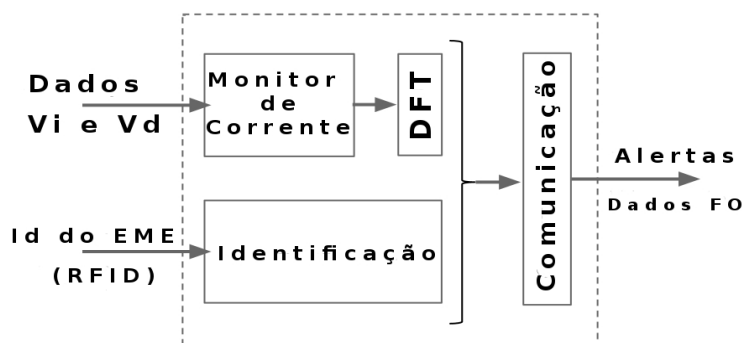 Dados
Vi e Vd
Monitor
de
Corrente
DFT
Id do EME
(RFID)
Identificação
Comunicação
Alertas
Dados FO